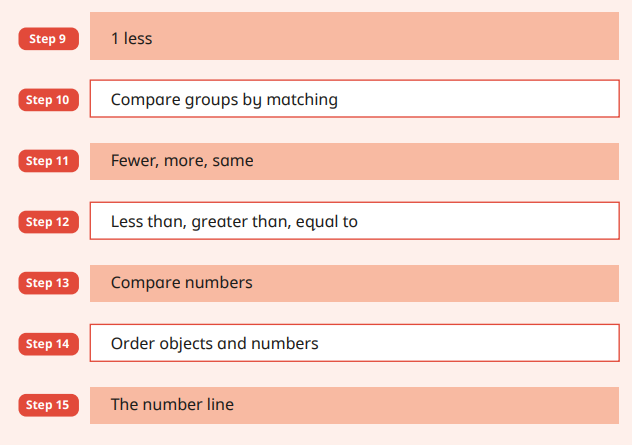 Step 9 1 less
Step 10 Compare groups by matching
Step 11 Fewer, more, same
Step 12 Less than, greater than, equal to
Step 13 Compare numbers
Step 14 Order objects and numbers
Step 15 The number line